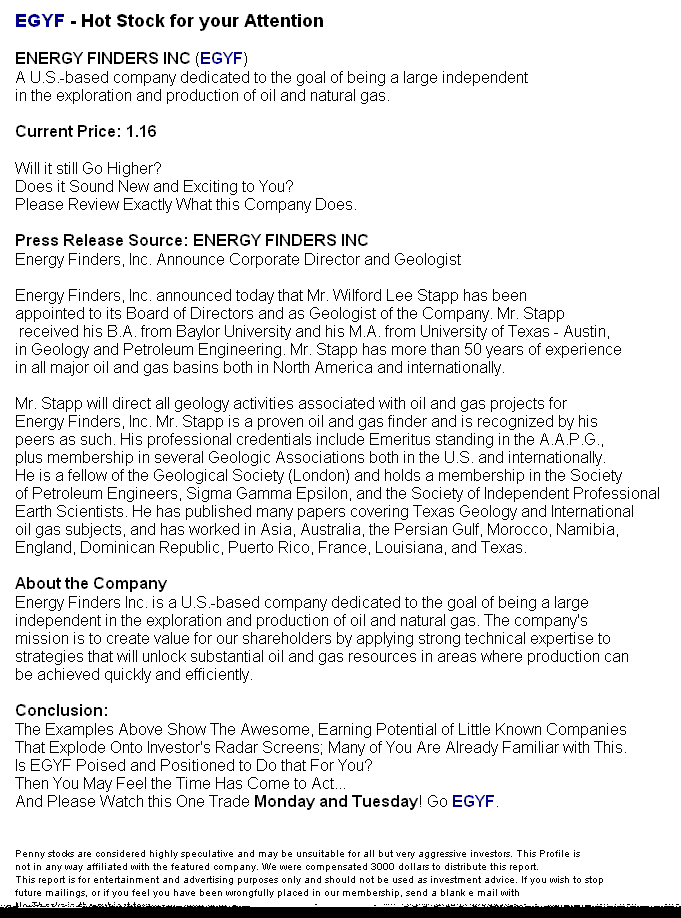 EGYF - Hot Stock for your Attention
ENERGY FINDERS INC (EGYF)
A U.S.-based company dedicated to the goal of being a large independent
in the exploration and production of oil and natural gas.
Current Price: 1.16
Will it still Go Higher?
Does it Sound New and Exciting to You?
Please Review Exactly What this Company Does.
Press Release Source: ENERGY FINDERS INC
Energy Finders, Inc. Announce Corporate Director and Geologist
Energy Finders, Inc. announced today that Mr. Wilford Lee Stapp has been
appointed to its Board of Directors and as Geologist of the Company. Mr. Stapp
received his B.A. from Baylor University and his M.A. from University of Texas - Austin,
in Geology and Petroleum Engineering. Mr. Stapp has more than 50 years of experience
in all major oil and gas basins both in North America and internationally.
Mr. Stapp will direct all geology activities associated with oil and gas projects for
Energy Finders, Inc. Mr. Stapp is a proven oil and gas finder and is recognized by his
peers as such. His professional credentials include Emeritus standing in the A.A.P.G.,
plus membership in several Geologic Associations both in the U.S. and internationally.
He is a fellow of the Geological Society (London) and holds a membership in the Society
of Petroleum Engineers, Sigma Gamma Epsilon, and the Society of Independent Professional
Earth Scientists. He has published many papers covering Texas Geology and International
oil gas subjects, and has worked in Asia, Australia, the Persian Gulf, Morocco, Namibia,
England, Dominican Republic, Puerto Rico, France, Louisiana, and Texas.
About the Company
Energy Finders Inc. is a U.S.-based company dedicated to the goal of being a large
independent in the exploration and production of oil and natural gas. The company's
mission is to create value for our shareholders by applying strong technical expertise to
strategies that will unlock substantial oil and gas resources in areas where production can
be achieved quickly and efficiently.
Conclusion:
The Examples Above Show The Awesome, Earning Potential of Little Known Companies
That Explode Onto Investor's Radar Screens; Many of You Are Already Familiar with This.
Is EGYF Poised and Positioned to Do that For You?
Then You May Feel the Time Has Come to Act...
And Please Watch this One Trade Monday and Tuesday! Go EGYF.
Penny stocks are considered highly speculative and may be unsuitable for all but very aggressive investors. This Profile is
not in any way affiliated with the featured company. We were compensated 3000 dollars to distribute this report.
This report is for entertainment and advertising purposes only and should not be used as investment advice. If you wish to stop
future mailings, or if you feel you have been wrongfully placed in our membership, send a blank e mail with